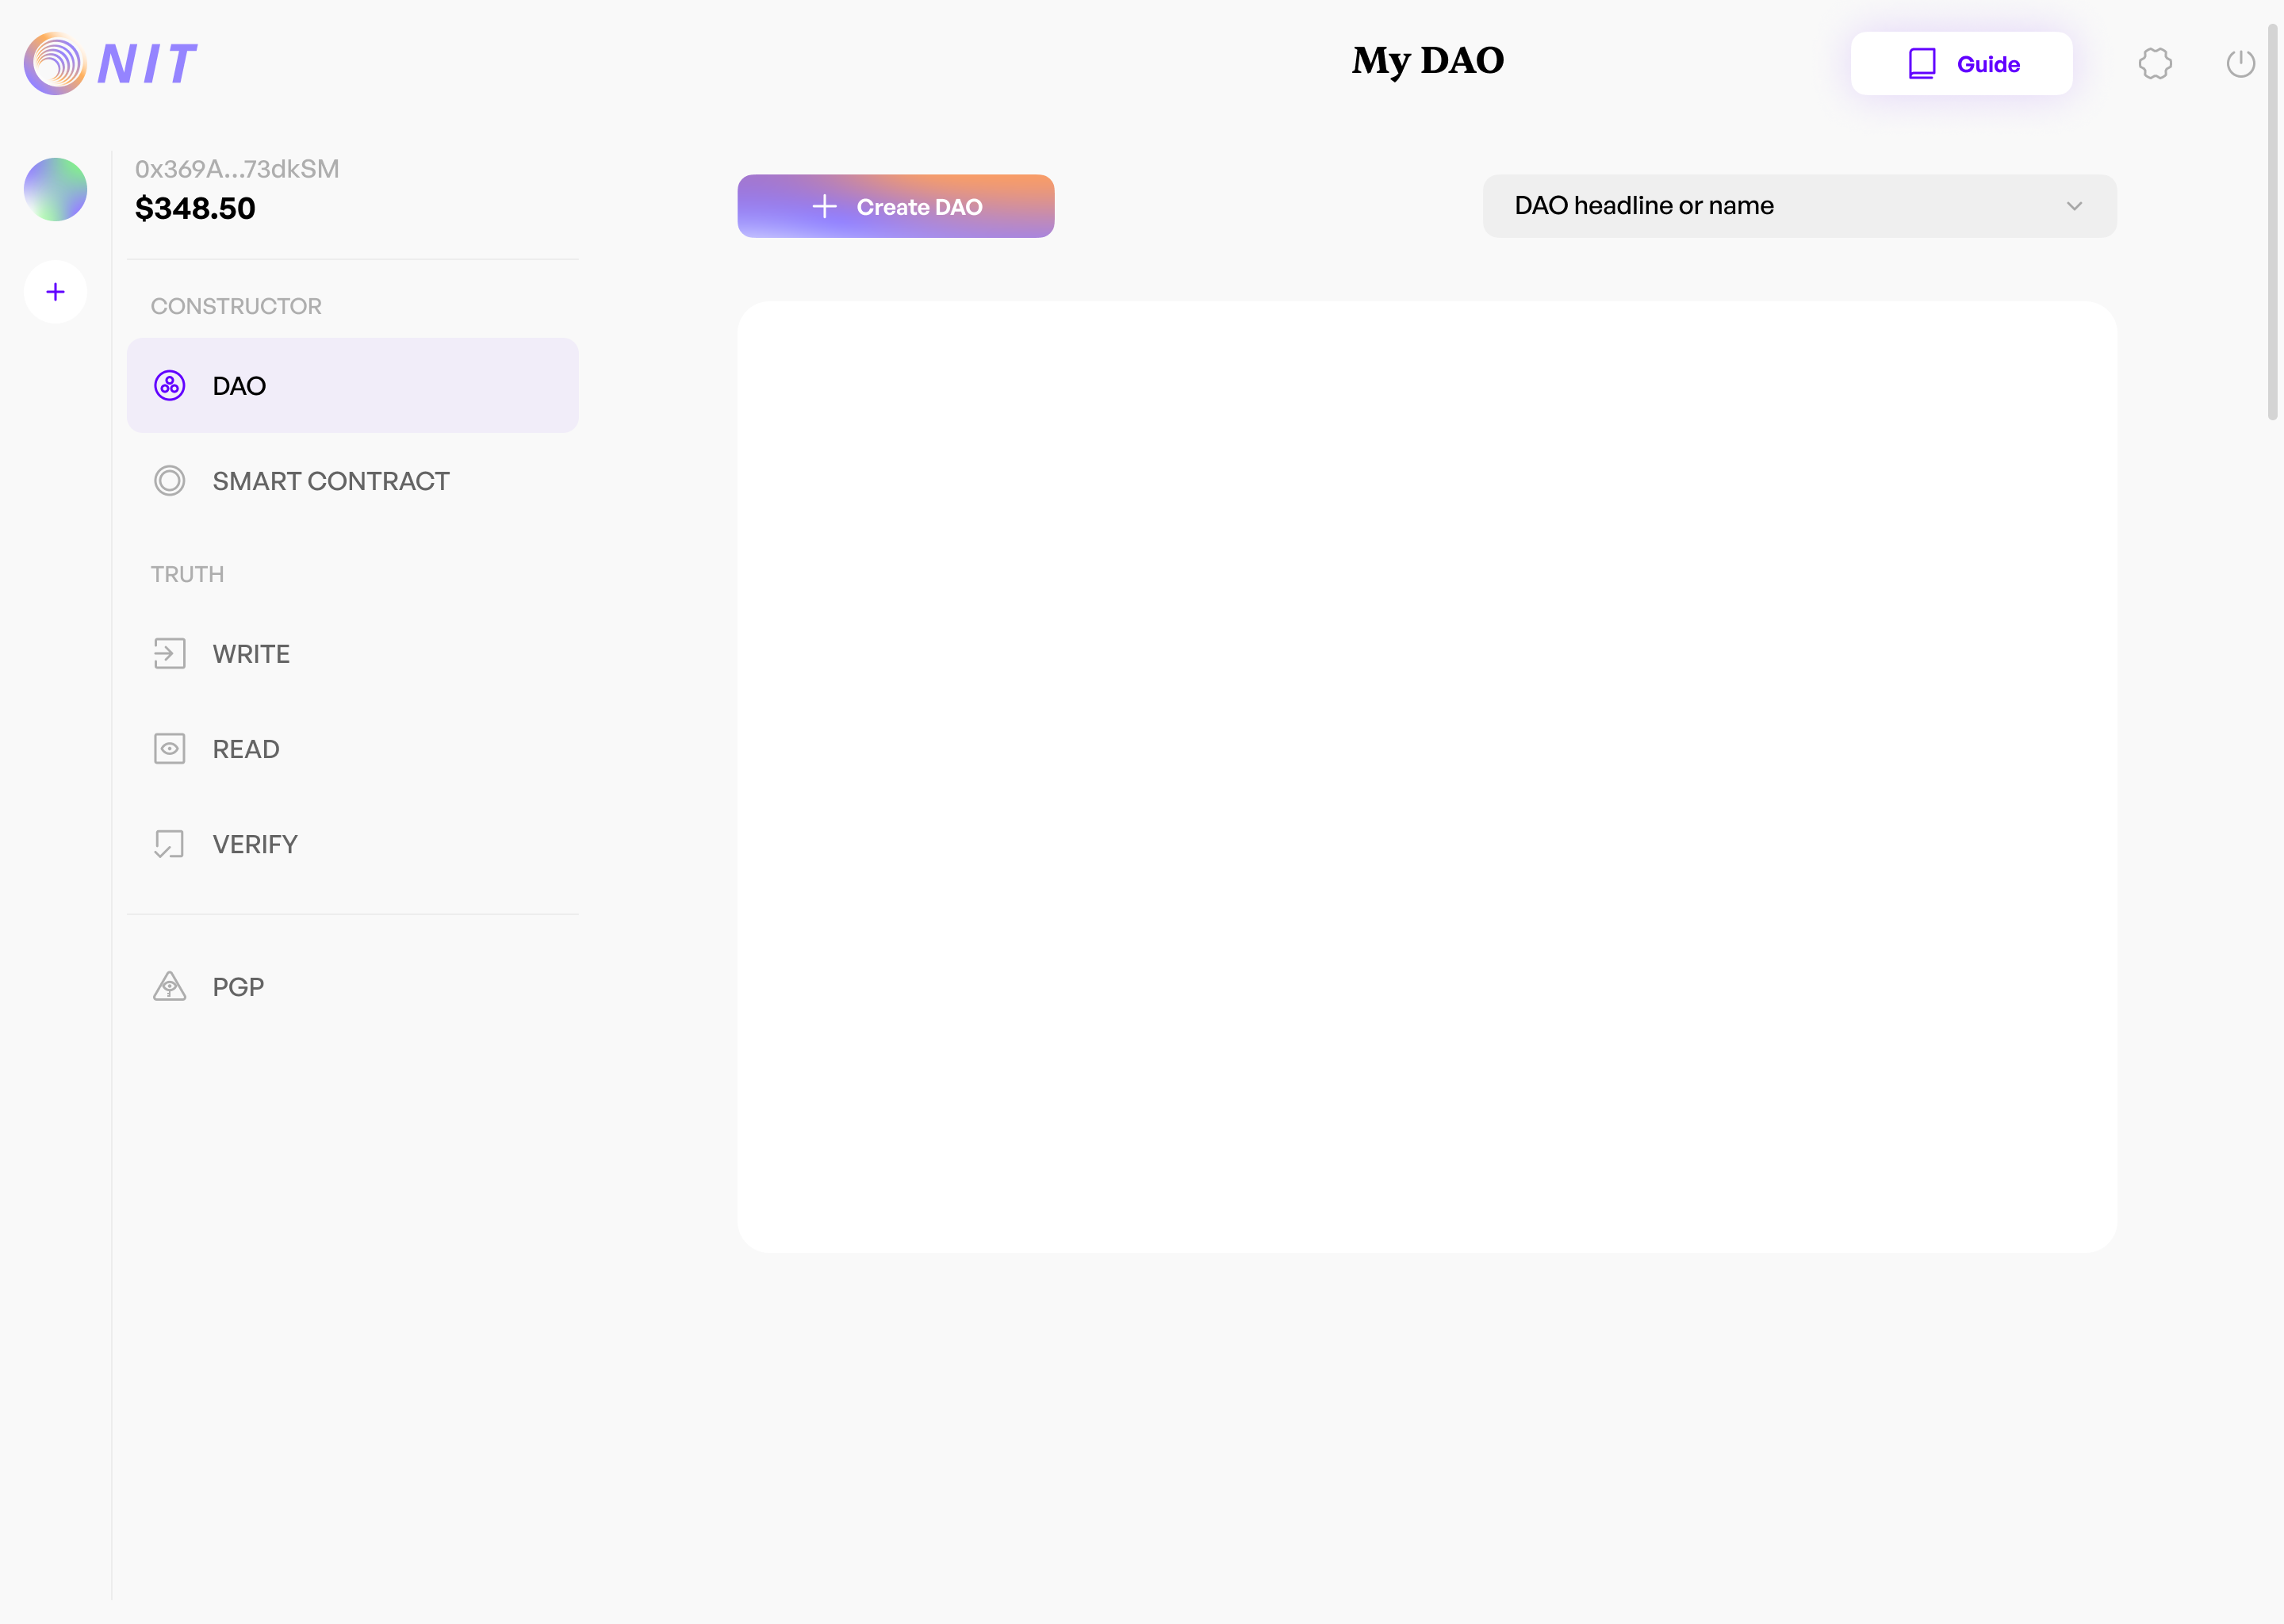 NIT
My DAO
Guide
0x369A...73dkSM
$348.50
Create DAO
DAO headline or name
CONSTRUCTOR
DAO
SMART CONTRACT
TRUTH
WRITE
READ
VERIFY
PGP